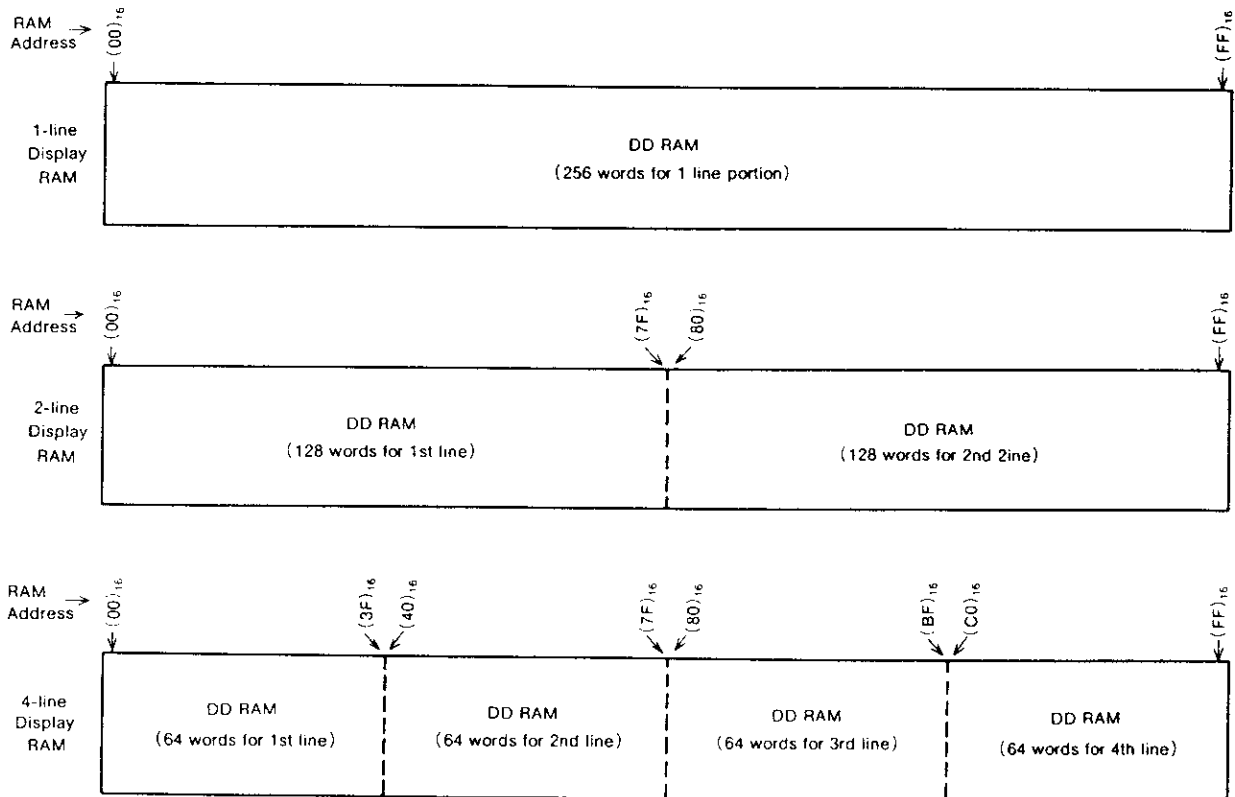 RAM
Address → (00)₁₆ (FF)₁₆
1-line
Display
RAM
DD RAM
(256 words for 1 line portion)
RAM
Address → (00)₁₆ (7F)₁₆ (80)₁₆ (FF)₁₆
2-line
Display
RAM
DD RAM
(128 words for 1st line)
DD RAM
(128 words for 2nd 2ine)
RAM
Address → (00)₁₆ (3F)₁₆ (40)₁₆ (7F)₁₆ (80)₁₆ (BF)₁₆ (C0)₁₆ (FF)₁₆
4-line
Display
RAM
DD RAM
(64 words for 1st line)
DD RAM
(64 words for 2nd line)
DD RAM
(64 words for 3rd line)
DD RAM
(64 words for 4th line)